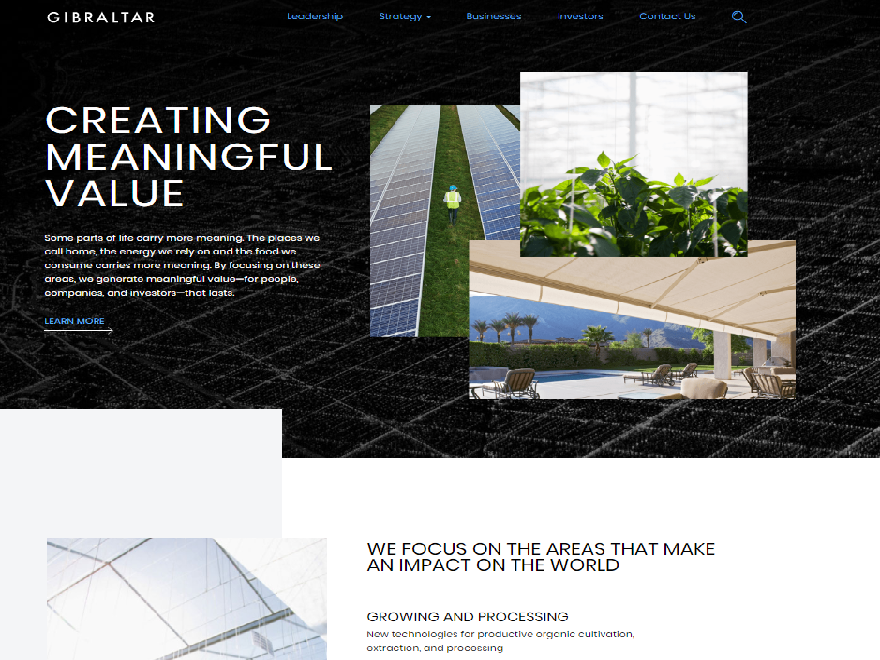 GIBRALTAR
Leadership Strategy Businesses Investors Contact Us
CREATING
MEANINGFUL
VALUE
Some parts of life carry more meaning. The places we
call home, the energy we rely on and the food we
consume carries more meaning. By focusing on these
areas, we generate meaningful value—for people,
companies, and investors—that lasts.
LEARN MORE
WE FOCUS ON THE AREAS THAT MAKE
AN IMPACT ON THE WORLD
GROWING AND PROCESSING
New technologies for productive organic cultivation,
extraction, and processing